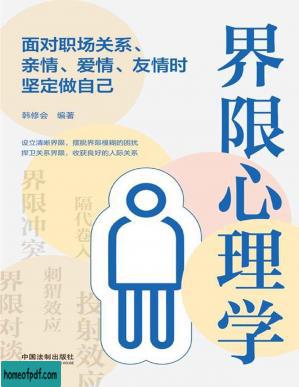 界限心理学
面对职场关系、
亲情、爱情、友情时
坚定做自己
韩修会 编著
设立清晰界限，摆脱界限模糊的困扰
捍卫关系界限，收获良好的人际关系
界限冲突
隔代卷入
刺猬效应
投射效应
界限对谈
中国法制出版社
homeofpdf.com